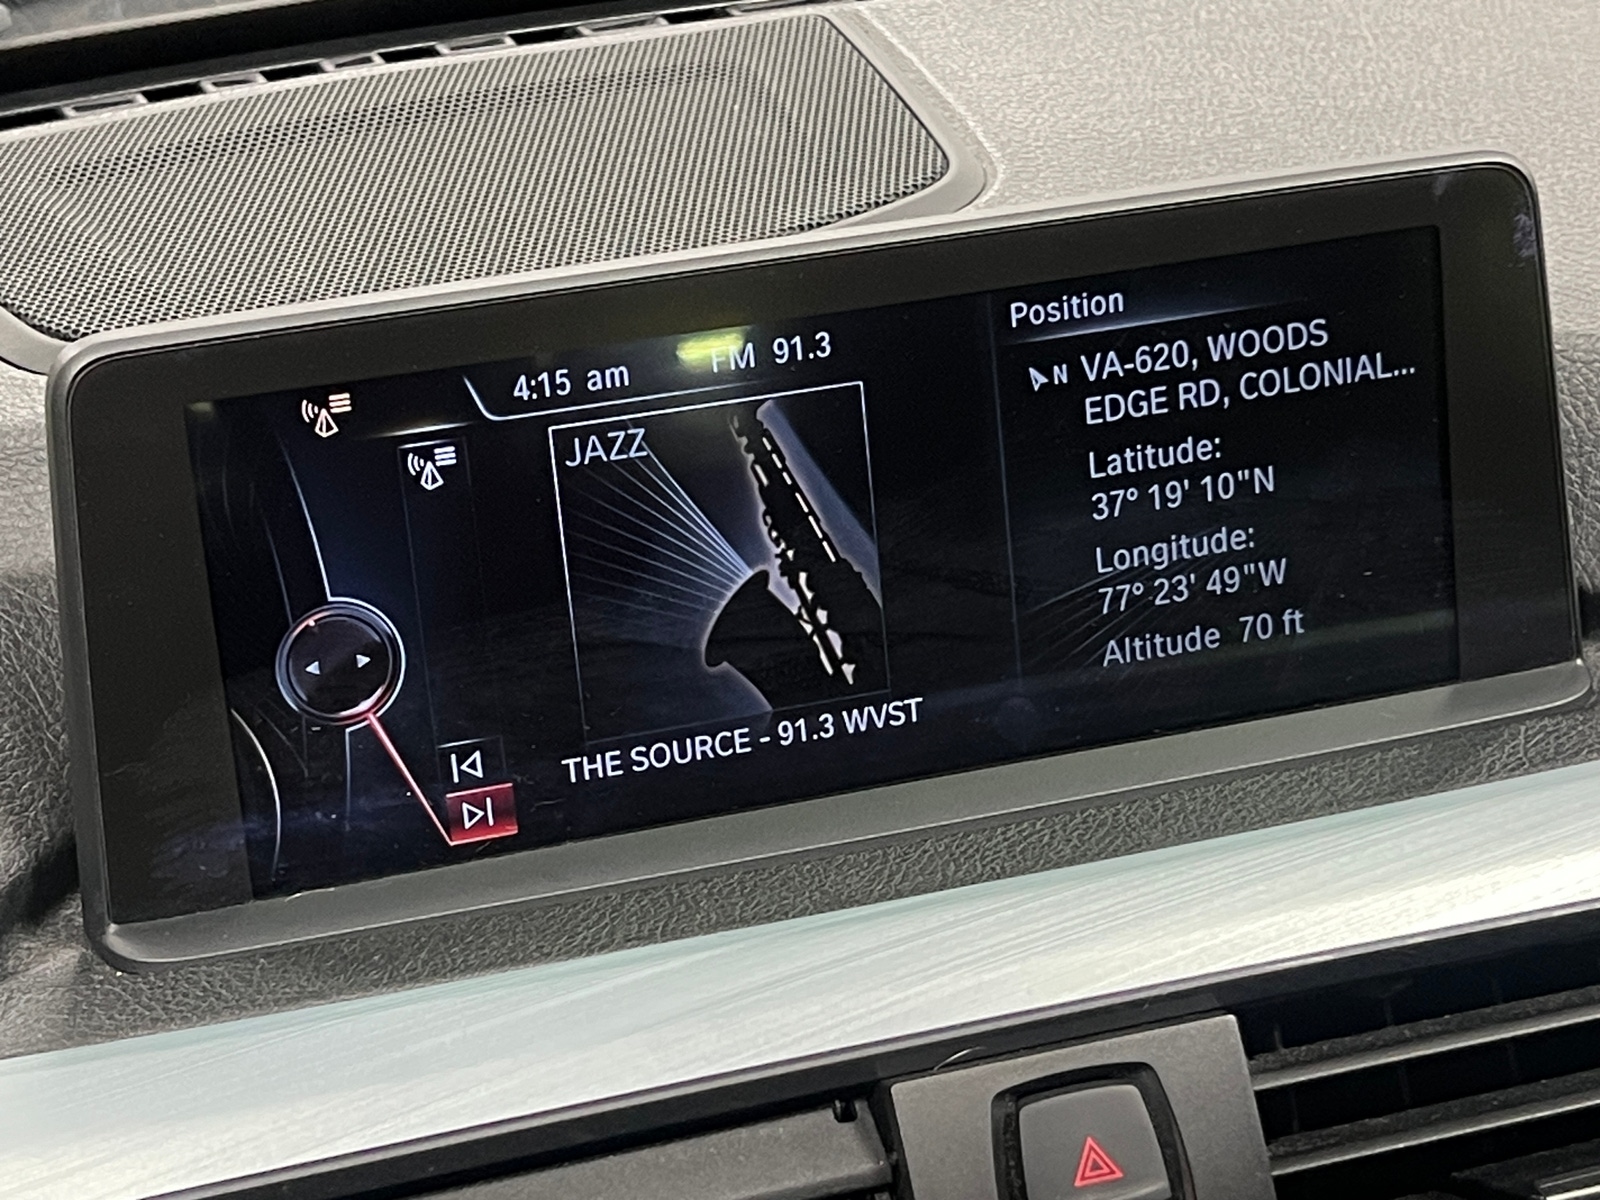 4:15 am
FM 91.3
JAZZ
THE SOURCE - 91.3 WVST
Position
N VA-620, WOODS
EDGE RD, COLONIAL...
Latitude:
37° 19' 10"N
Longitude:
77° 23' 49"W
Altitude 70 ft